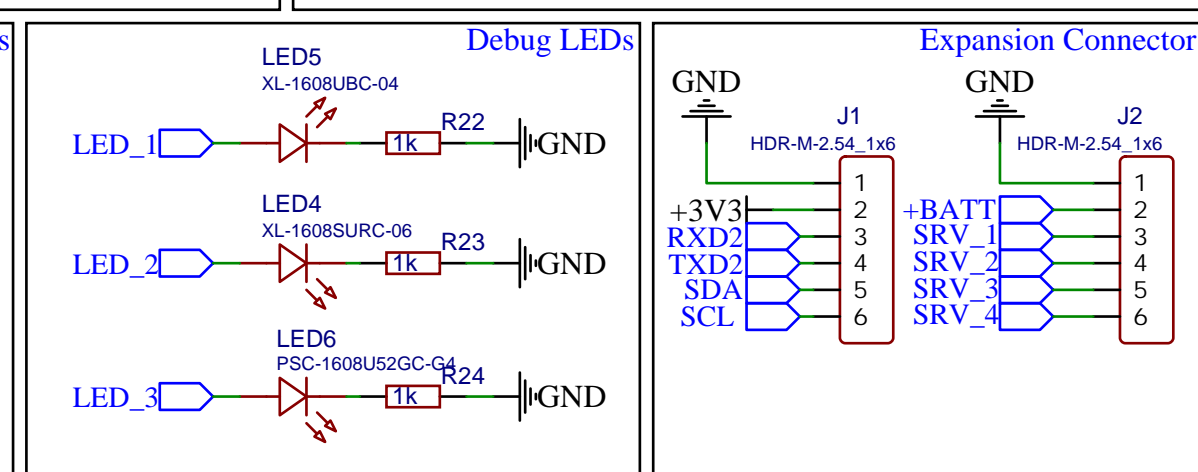 s
Debug LEDs
LED5
XL-1608UBC-04
LED_1
R22
1k
GND
LED4
XL-1608SURC-06
LED_2
R23
1k
GND
LED6
PSC-1608U52GC-G4
LED_3
R24
1k
GND
Expansion Connector
GND
J1
HDR-M-2.54_1x6
1
+3V3 2
RXD2 3
TXD2 4
SDA 5
SCL 6
GND
J2
HDR-M-2.54_1x6
1
+BATT 2
SRV_1 3
SRV_2 4
SRV_3 5
SRV_4 6